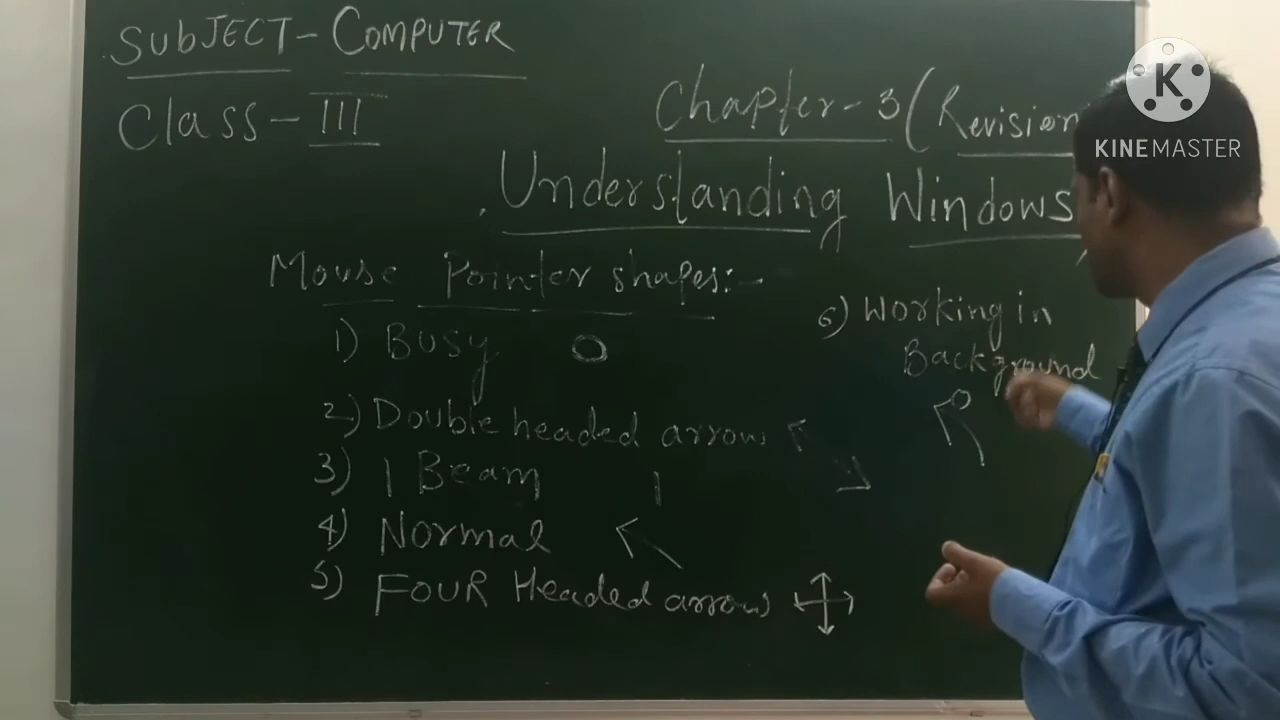 SubJECT - COMPUTER
Class - III
Chapter - 3 (Revision
Understanding Windows
Mouse Pointer shapes:-
1) Busy
2) Double headed arrow
3) I Beam
4) Normal
5) FOUR Headed arrow
6) Working in
Background
K
KINEMASTER